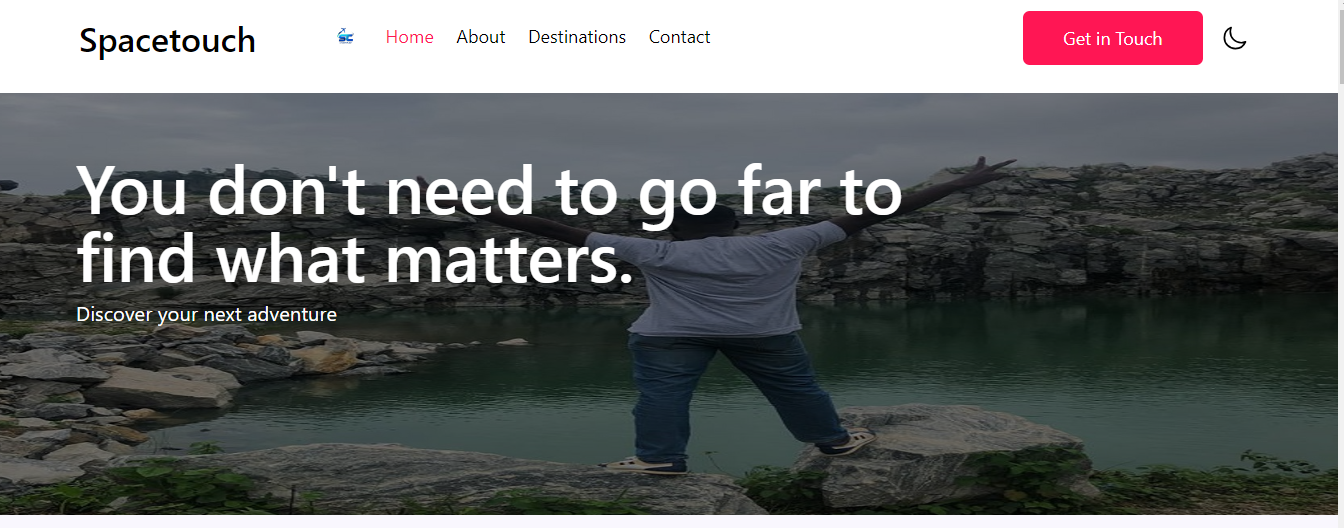 Spacetouch
Home About Destinations Contact
Get in Touch
You don't need to go far to
find what matters.
Discover your next adventure